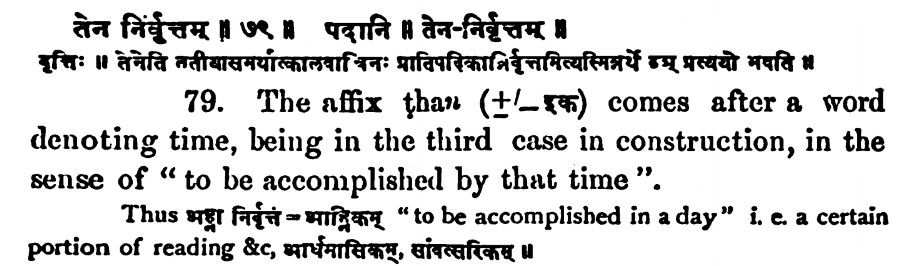 तेन निर्वृत्तम् ॥ ७९ ॥ पदानि ॥ तेन-निर्वृत्तम् ॥
वृत्तिः ॥ तेनेति तृतीयासमर्थात्कालवाचिनः प्रातिपदिकान्निर्वृत्तमित्यस्मिन्नर्थे ठञ् प्रत्ययो भवति ॥
79. The affix ṭhan (±/—इक) comes after a word
denoting time, being in the third case in construction, in the
sense of “to be accomplished by that time”.
Thus अह्ना निर्वृत्तं = आह्निकम् “to be accomplished in a day” i. e. a certain
portion of reading &c, आर्धमासिकम्, सांवत्सरिकम् ॥